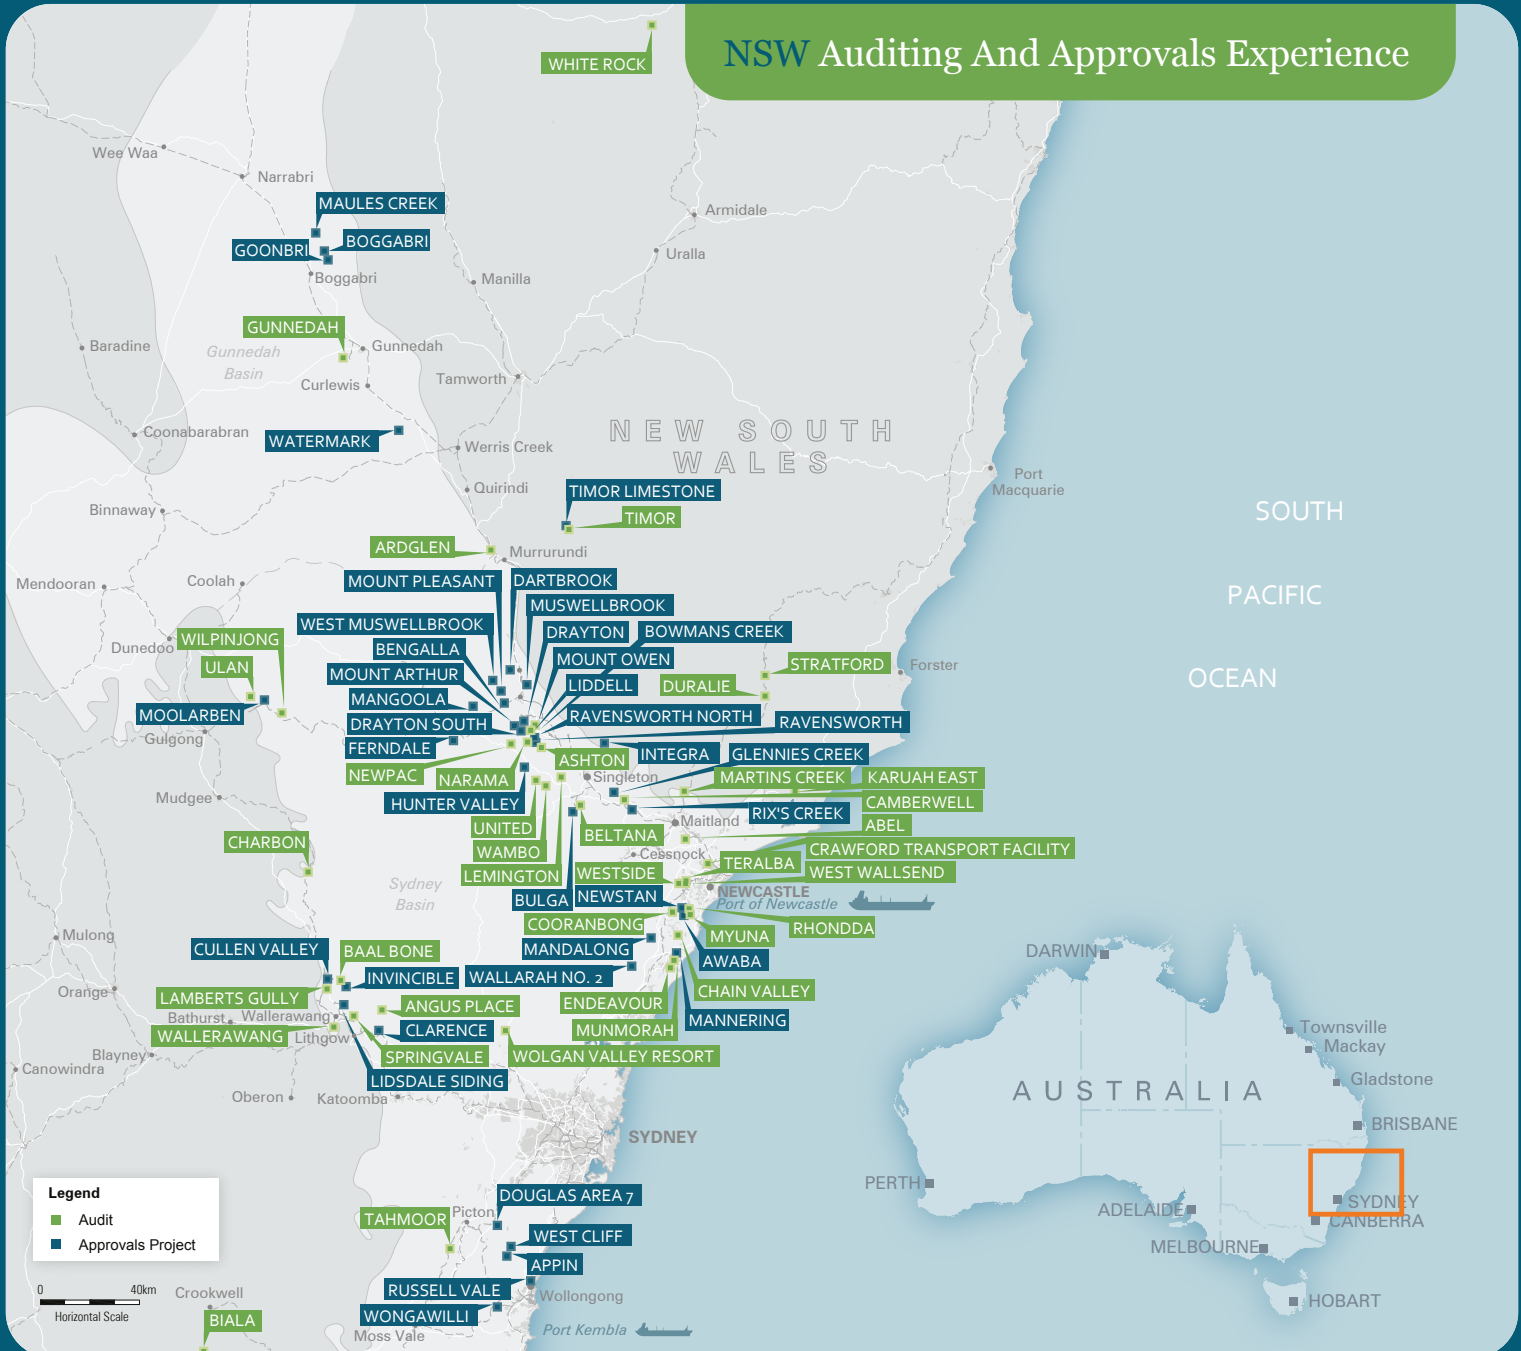 NSW Auditing And Approvals Experience
WHITE ROCK
Wee Waa
Narrabri
MAULES CREEK
Armidale
BOGGABRI
GOONBRI
Uralla
Boggabri
Manilla
GUNNEDAH
Baradine
Gunnedah
Basin
Gunnedah
Curlewis
Tamworth
Coonabarabran
NEW SOUTH
WALES
WATERMARK
Werris Creek
Port
Macquarie
Quirindi
TIMOR LIMESTONE
Binnaway
TIMOR
SOUTH
PACIFIC
OCEAN
ARDGLEN
Murrurundi
Mendooran
Coolah
MOUNT PLEASANT
DARTBROOK
MUSWELLBROOK
WEST MUSWELLBROOK
DRAYTON
BOWMANS CREEK
WILPINJONG
Dunedoo
BENGALLA
MOUNT OWEN
STRATFORD
Forster
ULAN
MOUNT ARTHUR
LIDDELL
DURALIE
MANGOOLA
MOOLARBEN
DRAYTON SOUTH
RAVENSWORTH NORTH
RAVENSWORTH
Gulgong
FERNDALE
ASHTON
INTEGRA
GLENNIES CREEK
NEWPAC
NARAMA
Singleton
MARTINS CREEK
KARUAH EAST
Mudgee
HUNTER VALLEY
CAMBERWELL
RIX'S CREEK
UNITED
BELTANA
Maitland
ABEL
CHARBON
WAMBO
Cessnock
TERALBA
CRAWFORD TRANSPORT FACILITY
LEMINGTON
WESTSIDE
WEST WALLSEND
Sydney
Basin
BULGA
NEWSTAN
NEWCASTLE
Port of Newcastle
COORANBONG
RHONDDA
Mulong
MYUNA
CULLEN VALLEY
BAAL BONE
MANDALONG
AWABA
DARWIN
INVINCIBLE
WALLARAH NO. 2
Orange
LAMBERTS GULLY
ANGUS PLACE
ENDEAVOUR
CHAIN VALLEY
Bathurst
Wallerawang
MANNERING
Townsville
WALLERAWANG
Lithgow
CLARENCE
MUNMORAH
Mackay
Blayney
SPRINGVALE
WOLGAN VALLEY RESORT
Canowindra
LIDSDALE SIDING
Gladstone
Oberon
Katoomba
AUSTRALIA
BRISBANE
SYDNEY
PERTH
SYDNEY
ADELAIDE
CANBERRA
MELBOURNE
HOBART
Legend
Audit
Approvals Project
DOUGLAS AREA 7
TAHMOOR
Picton
WEST CLIFF
APPIN
0 40km
Horizontal Scale
Crookwell
RUSSELL VALE
Wollongong
BIALA
WONGAWILLI
Moss Vale
Port Kembla